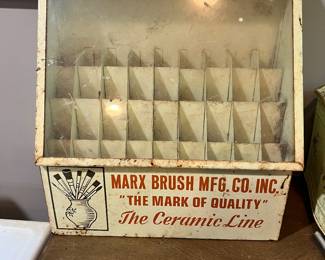 MARX BRUSH MFG. CO. INC.
"THE MARK OF QUALITY"
The Ceramic Line